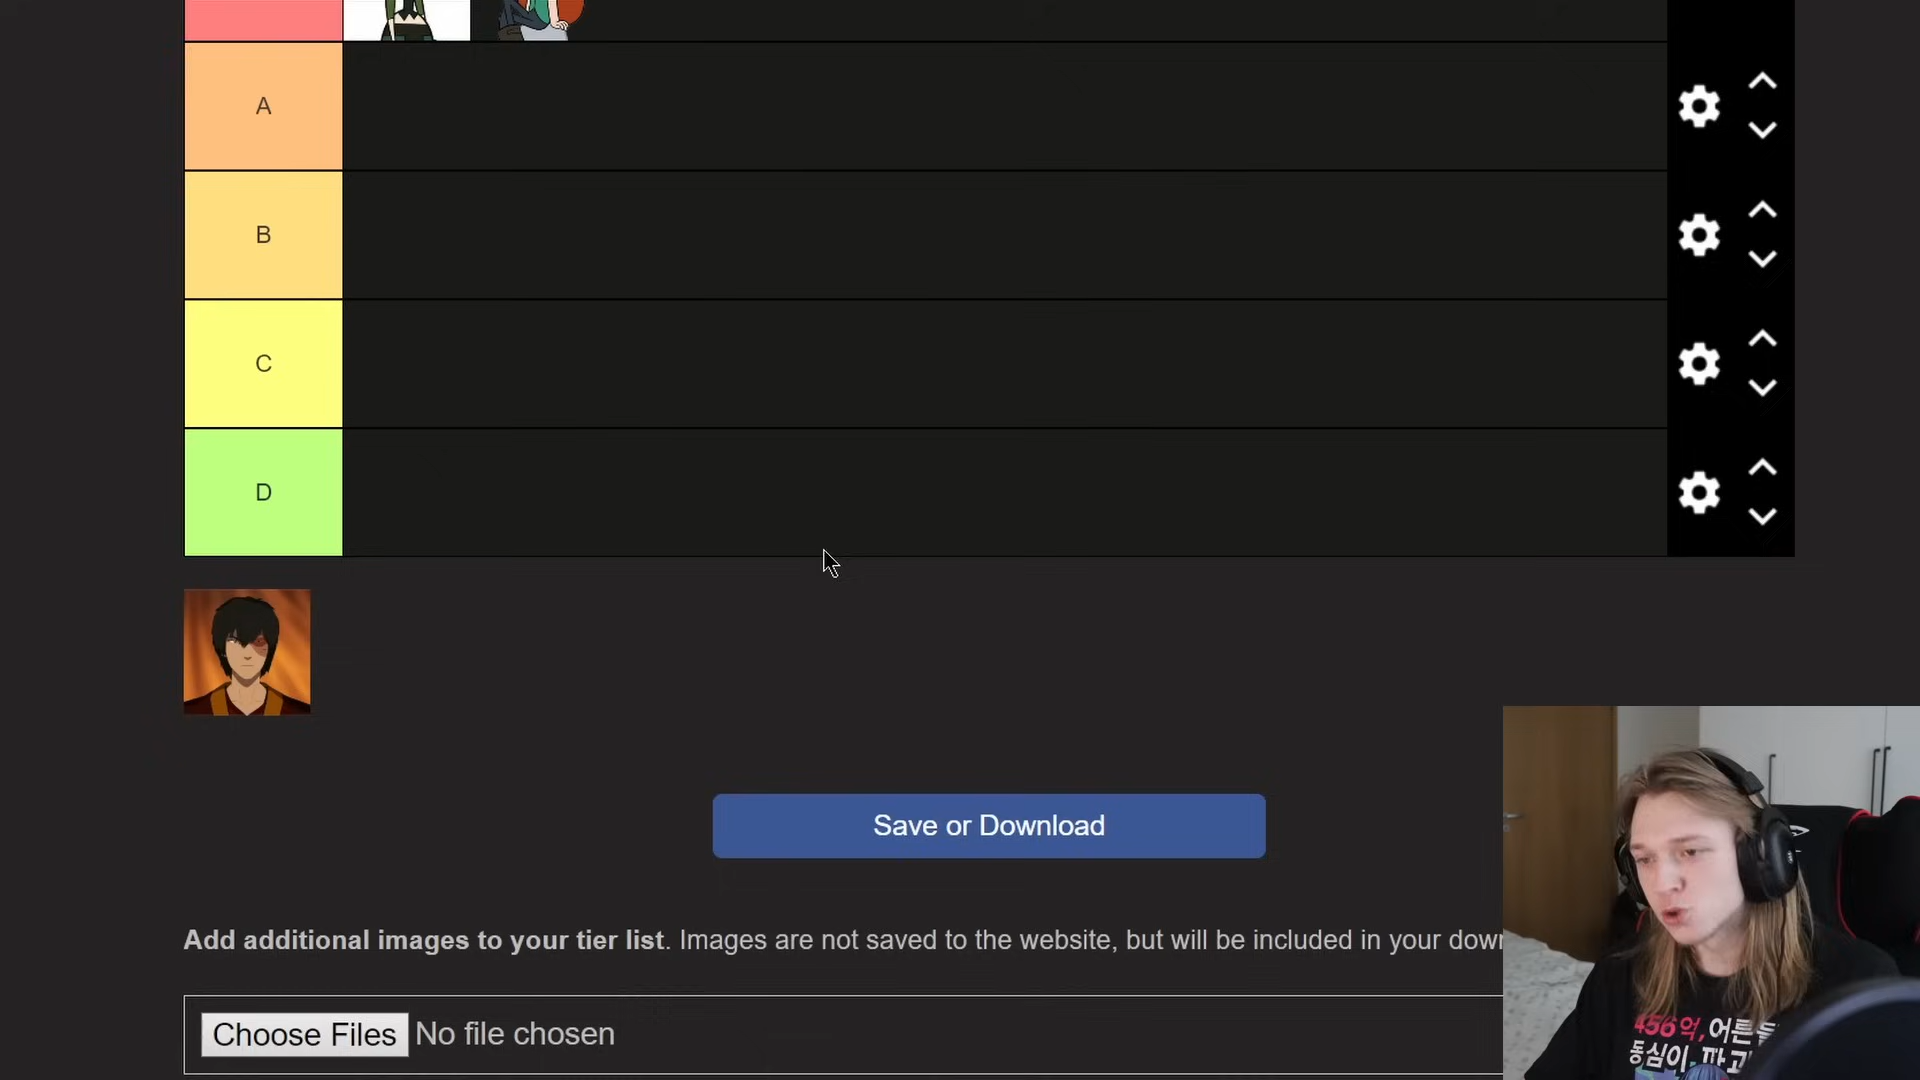 A
B
C
D
Save or Download
Add additional images to your tier list. Images are not saved to the website, but will be included in your
Choose Files No file chosen
456억, 어른들
동심이 파괴